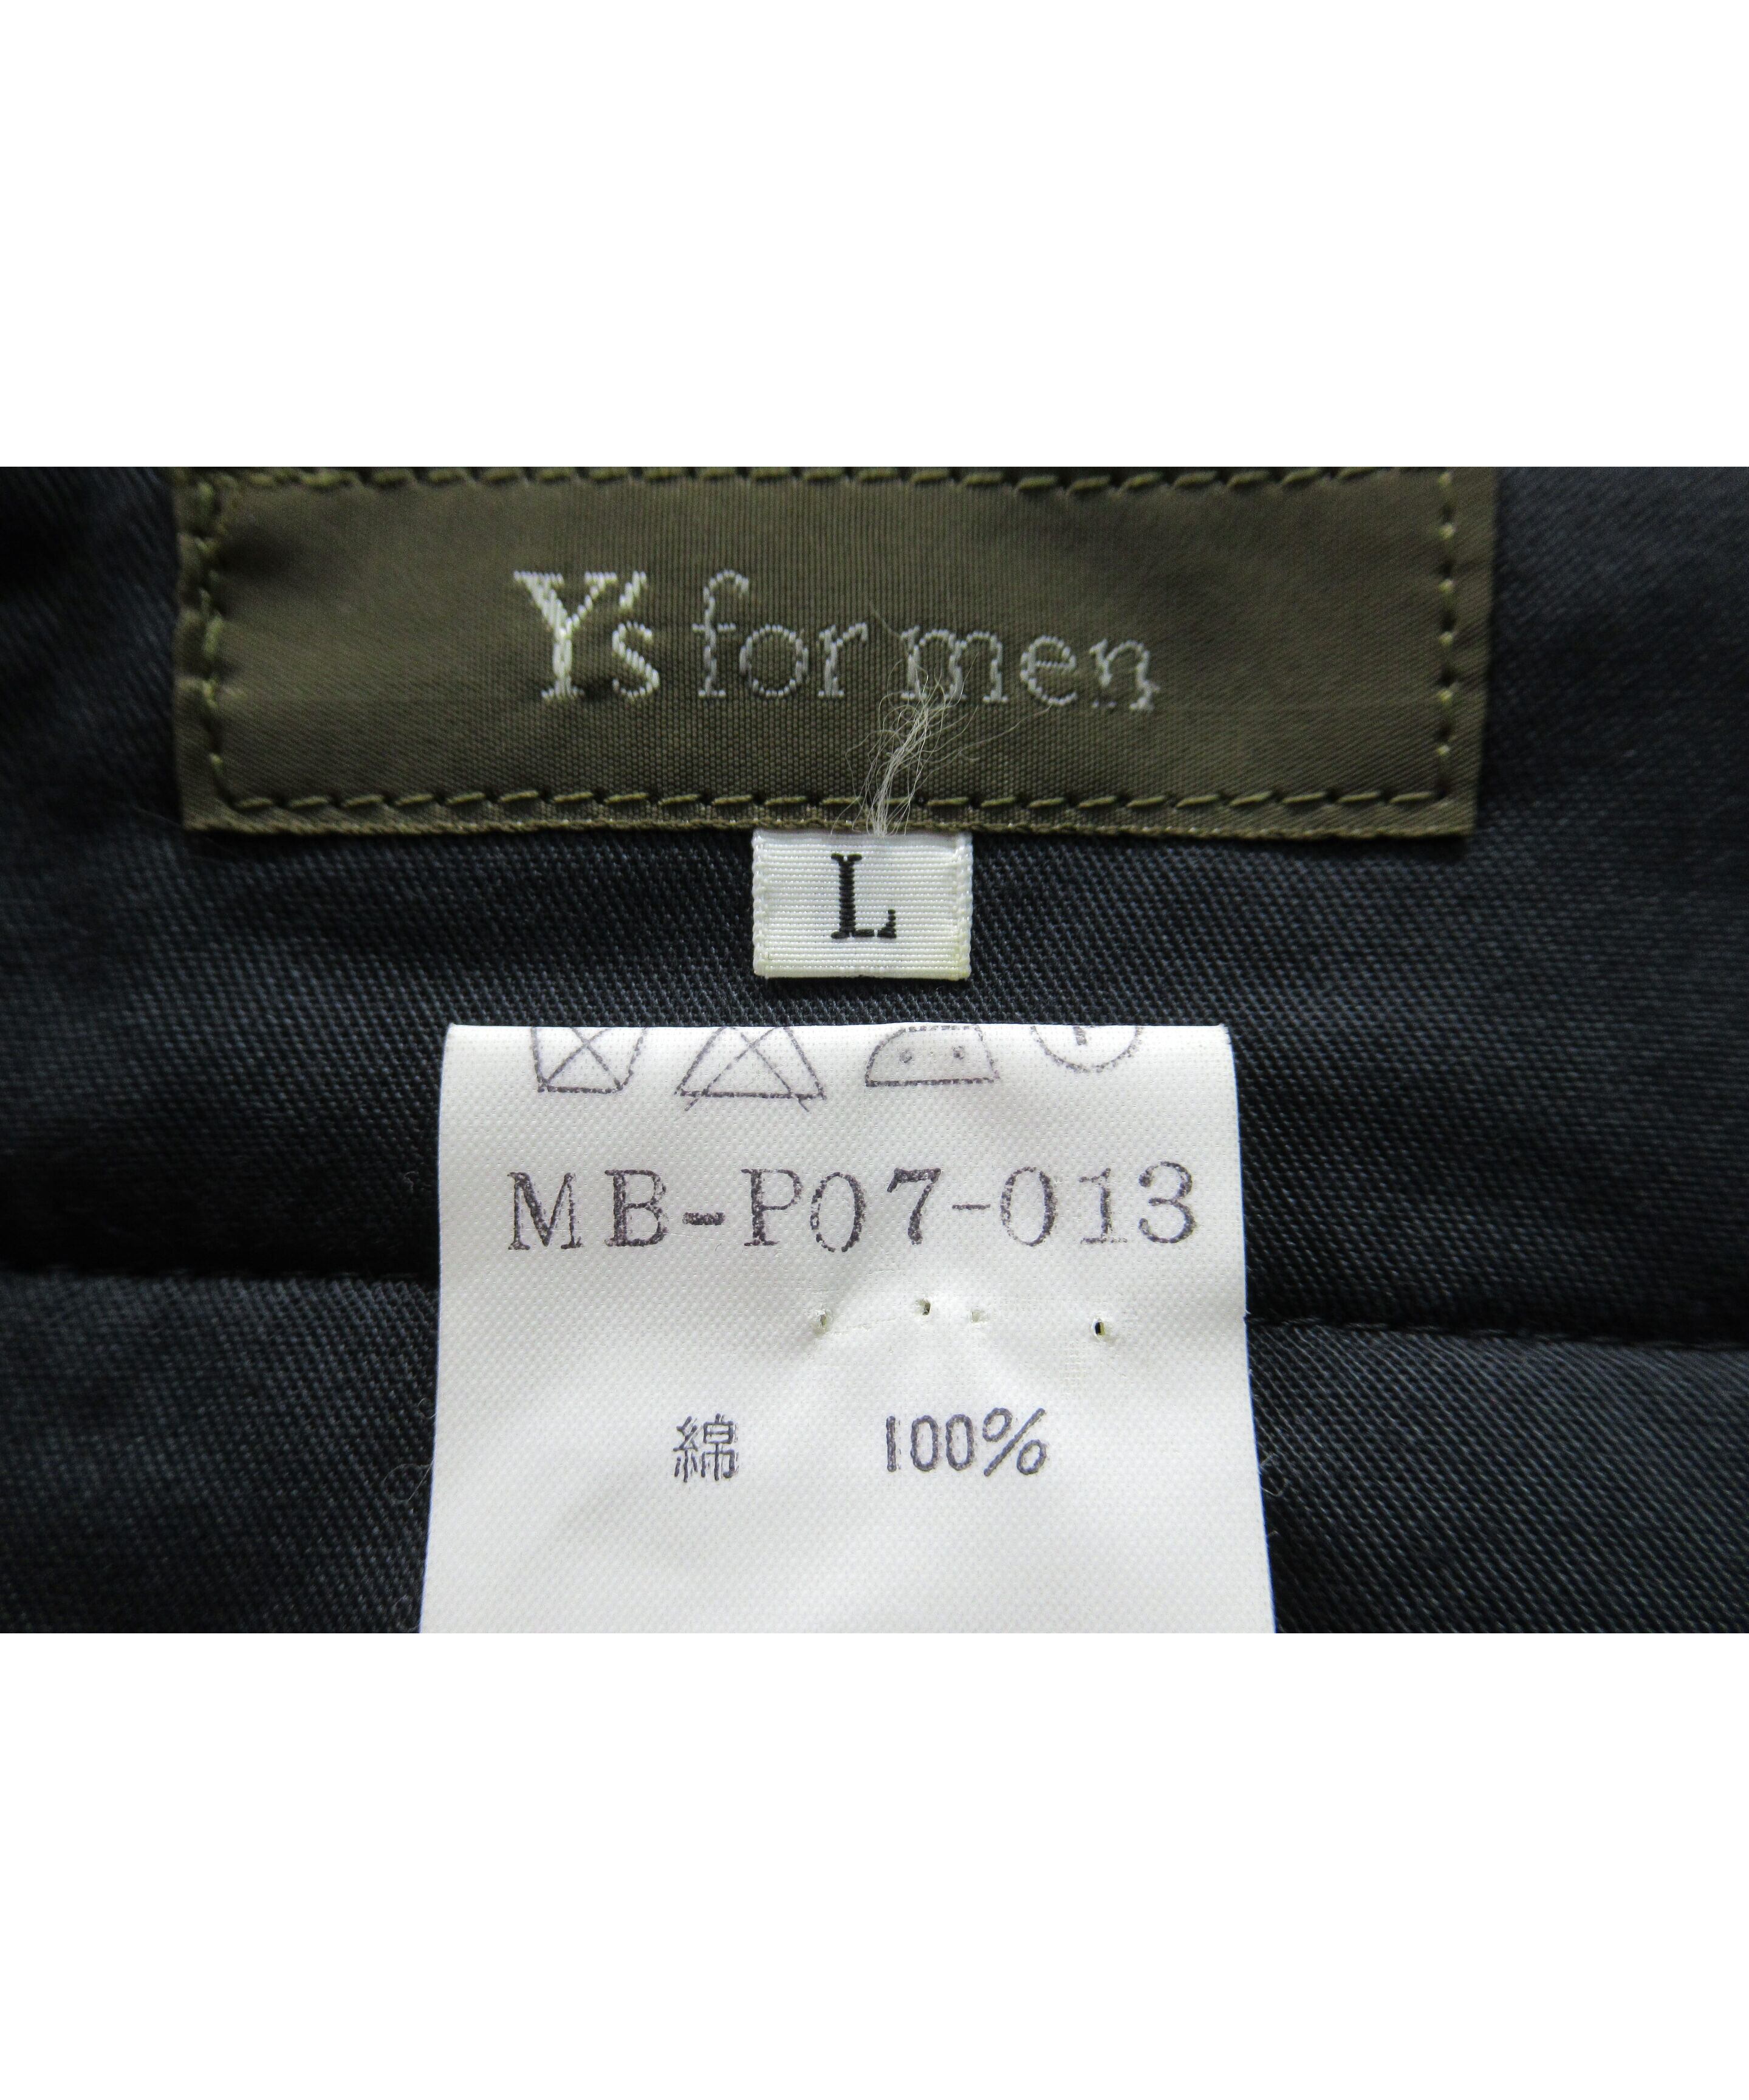 Y's for men
L
MB-P07-013
綿 100%